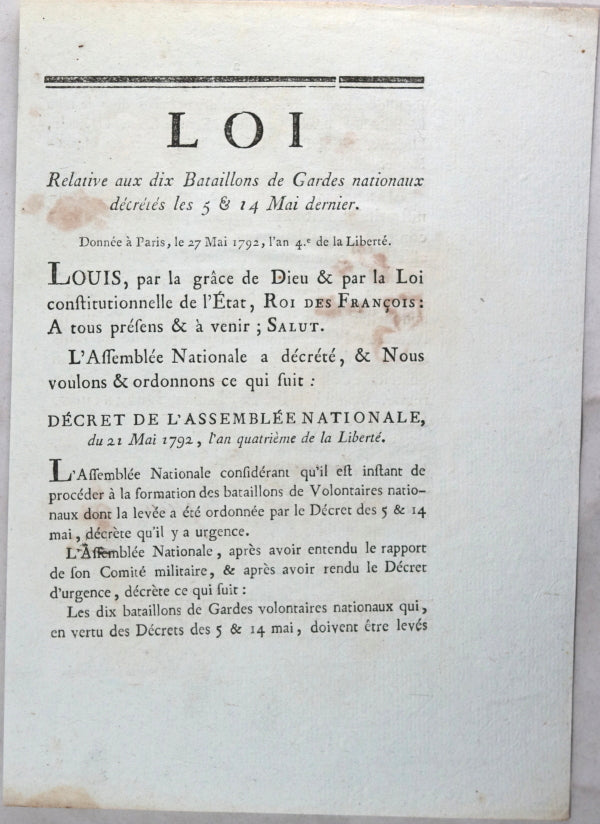 LOI
Relative aux dix Bataillons de Gardes nationaux
décrétés les 5 & 14 Mai dernier.
Donnée à Paris, le 27 Mai 1792, l'an 4.e de la Liberté.
LOUIS, par la grâce de Dieu & par la Loi
conſtitutionnelle de l'État, ROI DES FRANÇOIS:
A tous préſens & à venir; SALUT.
L'Aſſemblée Nationale a décrété, & Nous
voulons & ordonnons ce qui ſuit:
DÉCRET DE L'ASSEMBLÉE NATIONALE,
du 21 Mai 1792, l'an quatrième de la Liberté.
L'Aſſemblée Nationale conſidérant qu'il eſt inſtant de
procéder à la formation des bataillons de Volontaires natio-
naux dont la levée a été ordonnée par le Décret des 5 & 14
mai, décrète qu'il y a urgence.
L'Aſſemblée Nationale, après avoir entendu le rapport
de ſon Comité militaire, & après avoir rendu le Décret
d'urgence, décrète ce qui ſuit:
Les dix bataillons de Gardes volontaires nationaux qui,
en vertu des Décrets des 5 & 14 mai, doivent être levés